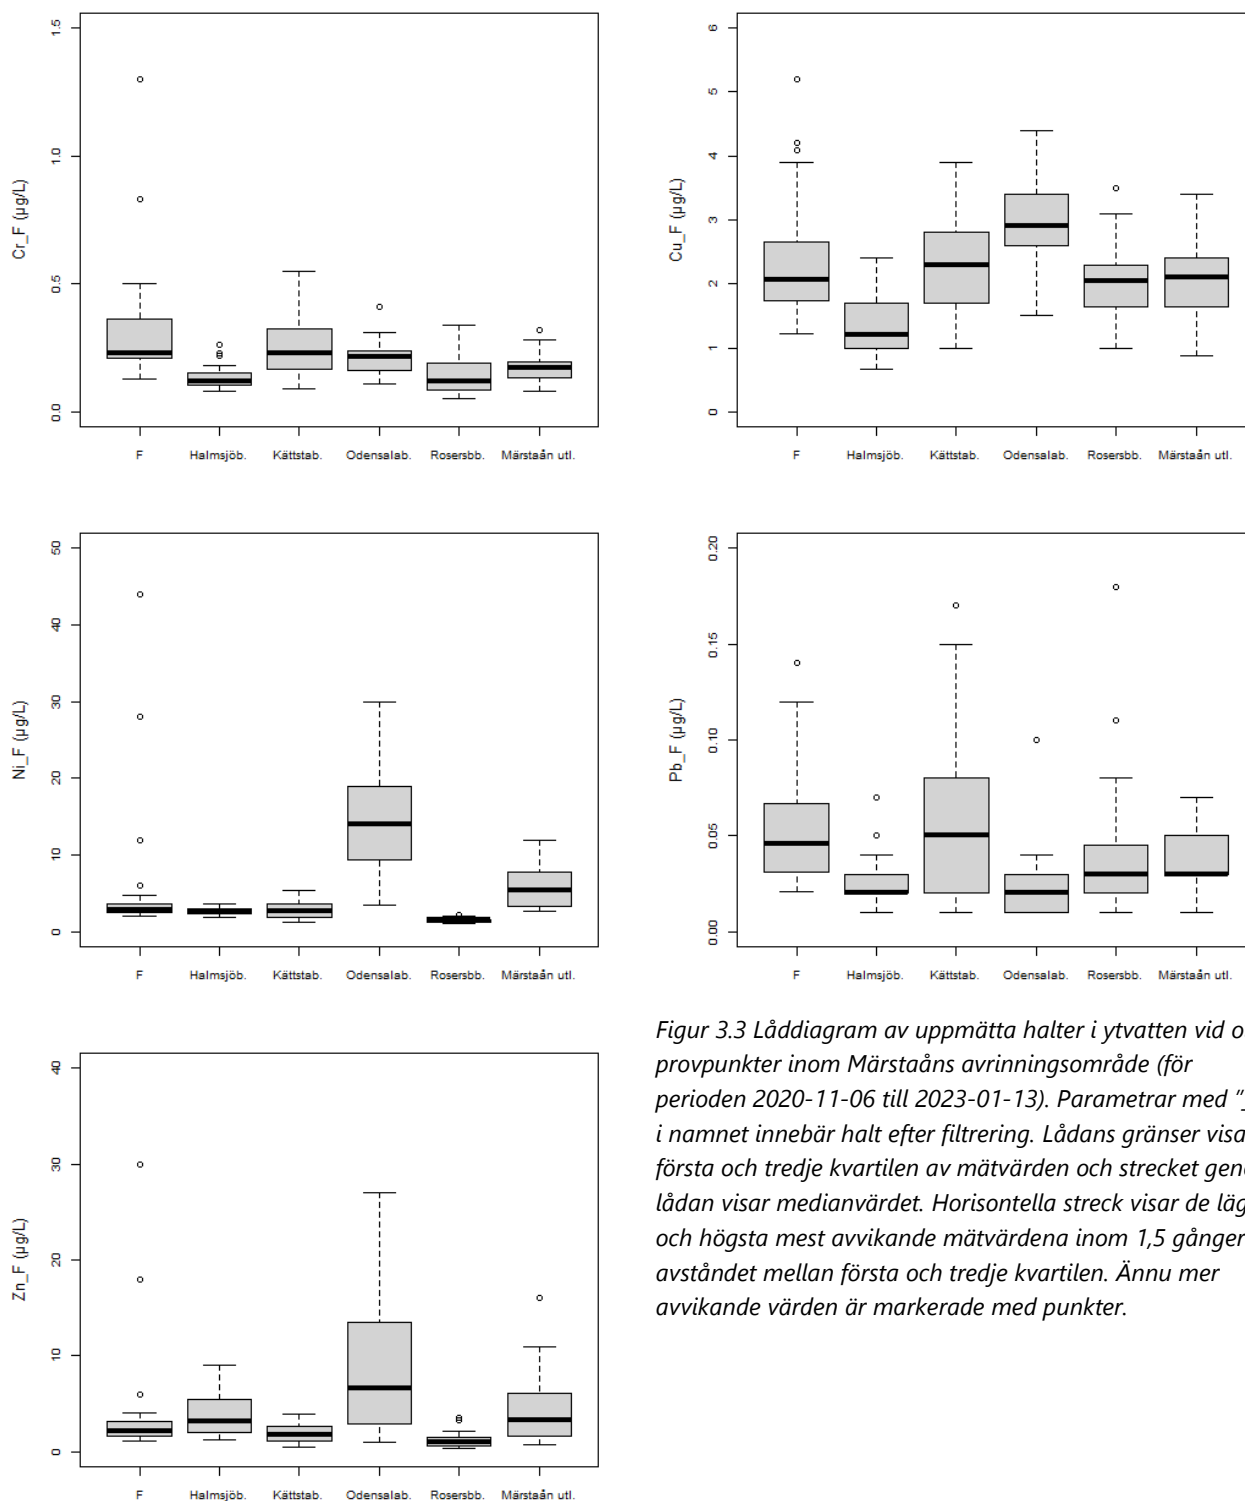 1.5
1.0
0.5
0.0
Cr_F (µg/L)
F Halmsjöb. Kättstab. Odensalab. Rosersbb. Märstaån utl.
6
5
4
3
2
1
0
Cu_F (µg/L)
F Halmsjöb. Kättstab. Odensalab. Rosersbb. Märstaån utl.
50
40
30
20
10
0
Ni_F (µg/L)
F Halmsjöb. Kättstab. Odensalab. Rosersbb. Märstaån utl.
0.20
0.15
0.10
0.05
0.00
Pb_F (µg/L)
F Halmsjöb. Kättstab. Odensalab. Rosersbb. Märstaån utl.
40
30
20
10
0
Zn_F (µg/L)
F Halmsjöb. Kättstab. Odensalab. Rosersbb. Märstaån utl.
Figur 3.3 Låddiagram av uppmätta halter i ytvatten vid
provpunkter inom Märstaåns avrinningsområde (för
perioden 2020-11-06 till 2023-01-13). Parametrar med
i namnet innebär halt efter filtrering. Lådans gränser
första och tredje kvartilen av mätvärden och strecket
lådan visar medianvärdet. Horisontella streck visar de
och högsta mest avvikande mätvärdena inom 1,5 gånger
avståndet mellan första och tredje kvartilen. Ännu mer
avvikande värden är markerade med punkter.